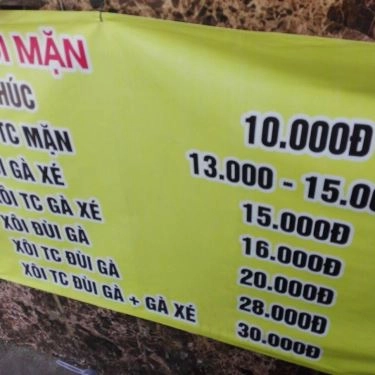 MẶN
HÚC 10.000Đ
TC MẶN 13.000 - 15.00
GÀ XÉ 15.000Đ
XÔI TC GÀ XÉ 16.000Đ
XÔI ĐÙI GÀ 20.000Đ
XÔI TC ĐÙI GÀ 28.000Đ
XÔI TC ĐÙI GÀ + GÀ XÉ 30.000Đ